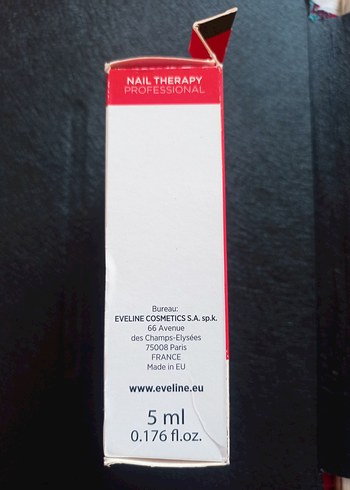 NAIL THERAPY
PROFESSIONAL
Bureau:
EVELINE COSMETICS S.A. sp.k.
66 Avenue
des Champs-Elysées
75008 Paris
FRANCE
Made in EU
www.eveline.eu
5 ml
0.176 fl.oz.